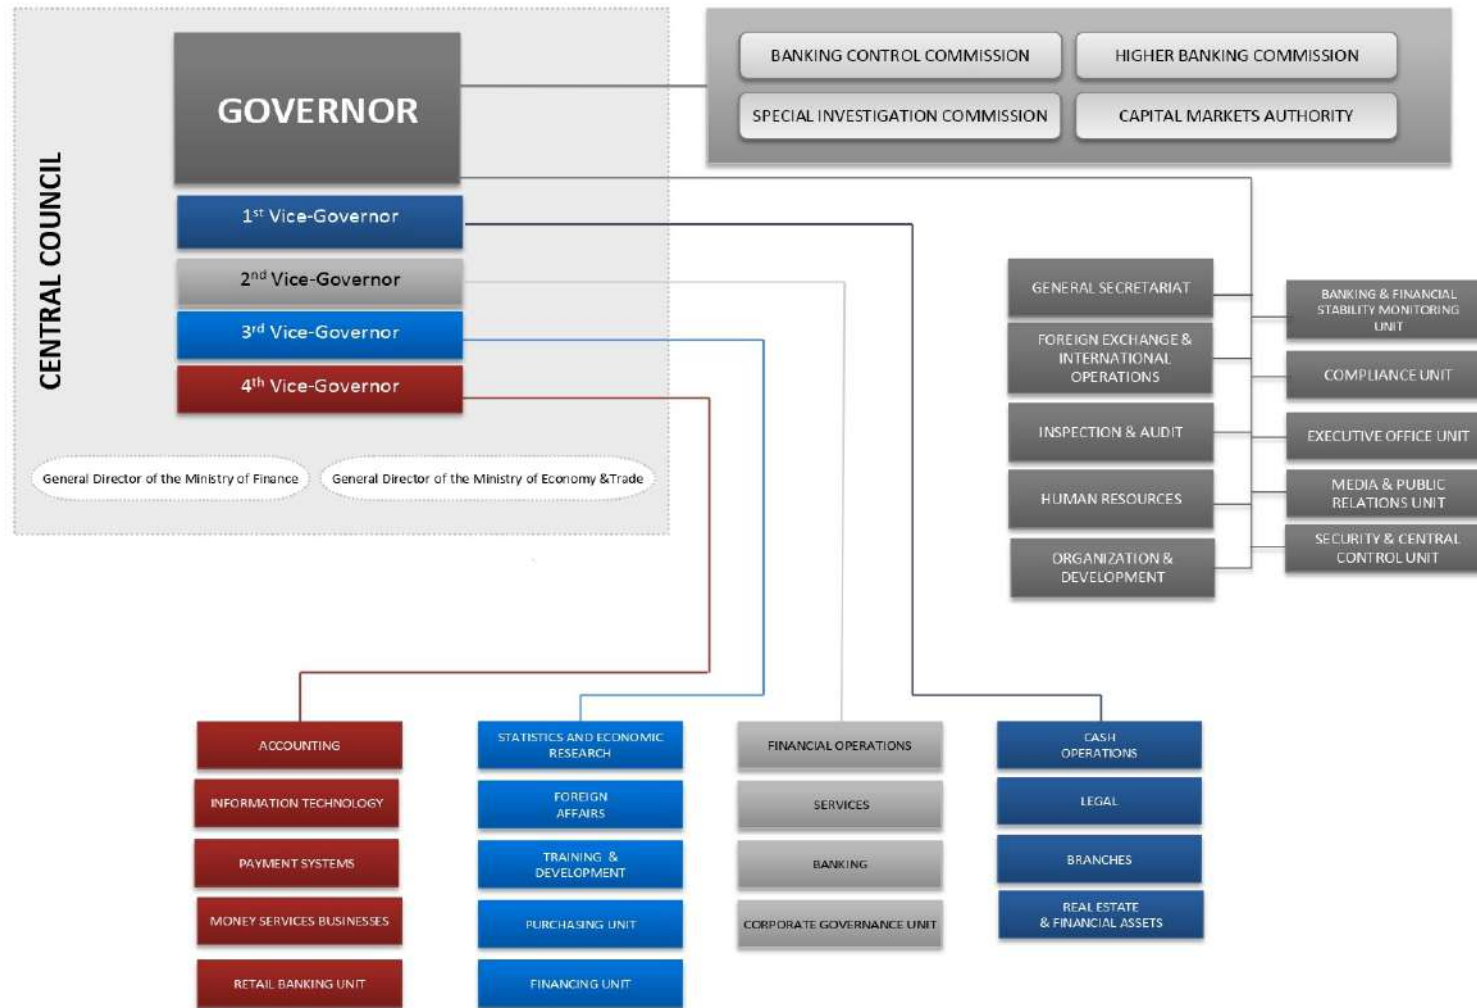 CENTRAL COUNCIL
GOVERNOR
1st Vice-Governor
2nd Vice-Governor
3rd Vice-Governor
4th Vice-Governor
General Director of the Ministry of Finance
General Director of the Ministry of Economy &Trade
BANKING CONTROL COMMISSION
HIGHER BANKING COMMISSION
SPECIAL INVESTIGATION COMMISSION
CAPITAL MARKETS AUTHORITY
GENERAL SECRETARIAT
FOREIGN EXCHANGE &
INTERNATIONAL
OPERATIONS
INSPECTION & AUDIT
HUMAN RESOURCES
ORGANIZATION &
DEVELOPMENT
BANKING & FINANCIAL
STABILITY MONITORING
UNIT
COMPLIANCE UNIT
EXECUTIVE OFFICE UNIT
MEDIA & PUBLIC
RELATIONS UNIT
SECURITY & CENTRAL
CONTROL UNIT
ACCOUNTING
INFORMATION TECHNOLOGY
PAYMENT SYSTEMS
MONEY SERVICES BUSINESSES
RETAIL BANKING UNIT
STATISTICS AND ECONOMIC
RESEARCH
FOREIGN
AFFAIRS
TRAINING &
DEVELOPMENT
PURCHASING UNIT
FINANCING UNIT
FINANCIAL OPERATIONS
SERVICES
BANKING
CORPORATE GOVERNANCE UNIT
CASH
OPERATIONS
LEGAL
BRANCHES
REAL ESTATE
& FINANCIAL ASSETS